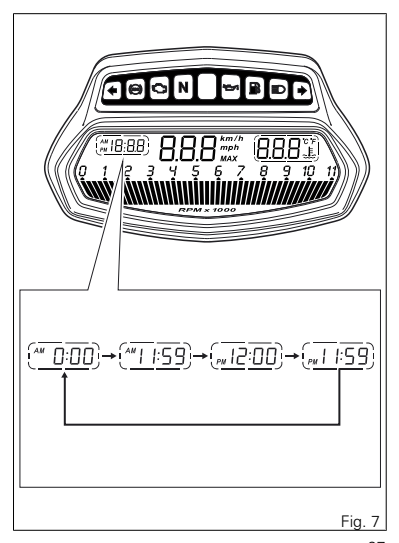 N
AM PM 18:88 8.8.8 km/h mph MAX 8.8.8 °C °F
0 1 2 3 4 5 6 7 8 9 10 11
RPM x 1000
AM 0:00 AM 11:59 PM 12:00 PM 11:59
Fig. 7